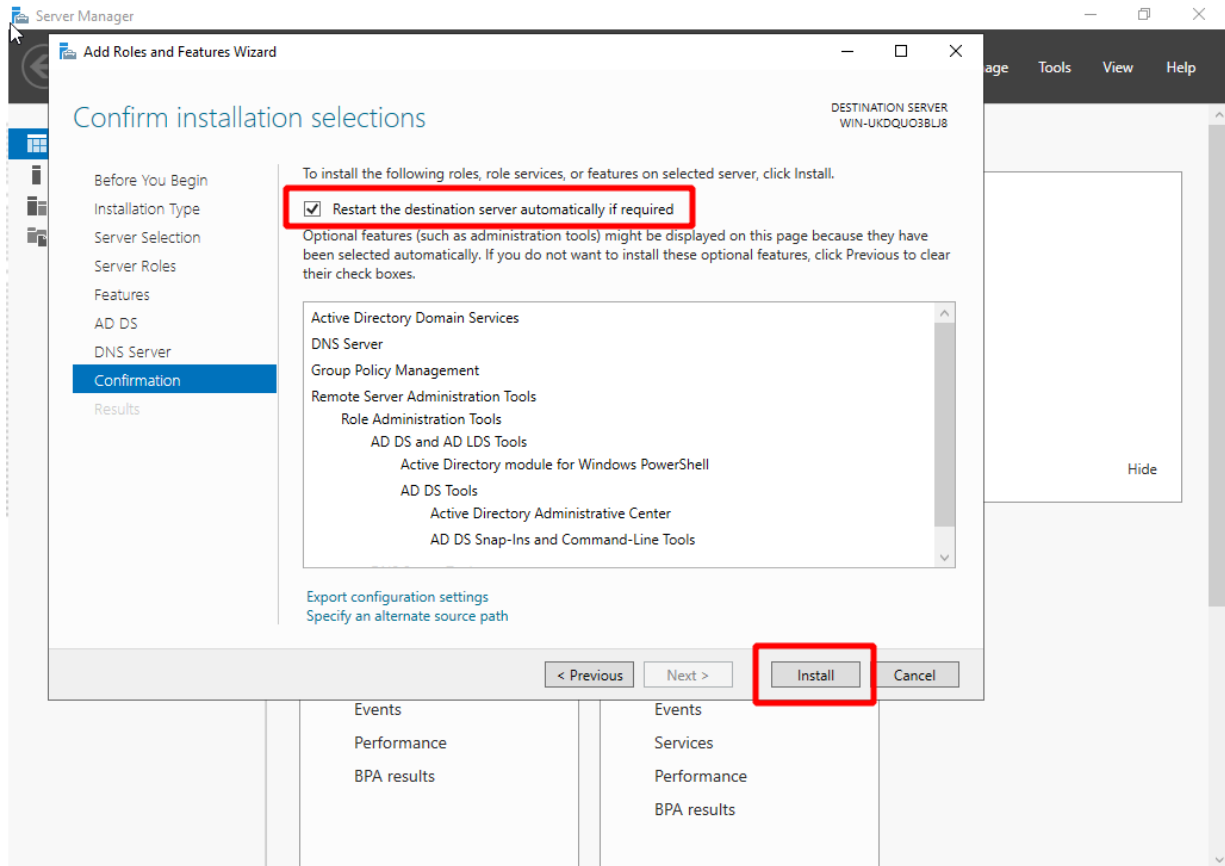 Server Manager
Add Roles and Features Wizard
age Tools View Help
Confirm installation selections
DESTINATION SERVER
WIN-UKDQUO3BLJ8
Before You Begin
Installation Type
Server Selection
Server Roles
Features
AD DS
DNS Server
Confirmation
Results
To install the following roles, role services, or features on selected server, click Install.
Restart the destination server automatically if required
Optional features (such as administration tools) might be displayed on this page because they have
been selected automatically. If you do not want to install these optional features, click Previous to clear
their check boxes.
Active Directory Domain Services
DNS Server
Group Policy Management
Remote Server Administration Tools
Role Administration Tools
AD DS and AD LDS Tools
Active Directory module for Windows PowerShell
AD DS Tools
Active Directory Administrative Center
AD DS Snap-Ins and Command-Line Tools
Export configuration settings
Specify an alternate source path
< Previous Next > Install Cancel
Hide
Events
Performance
BPA results
Events
Services
Performance
BPA results